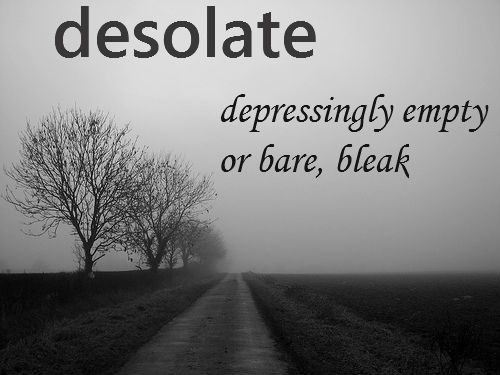 desolate
depressingly empty
or bare, bleak